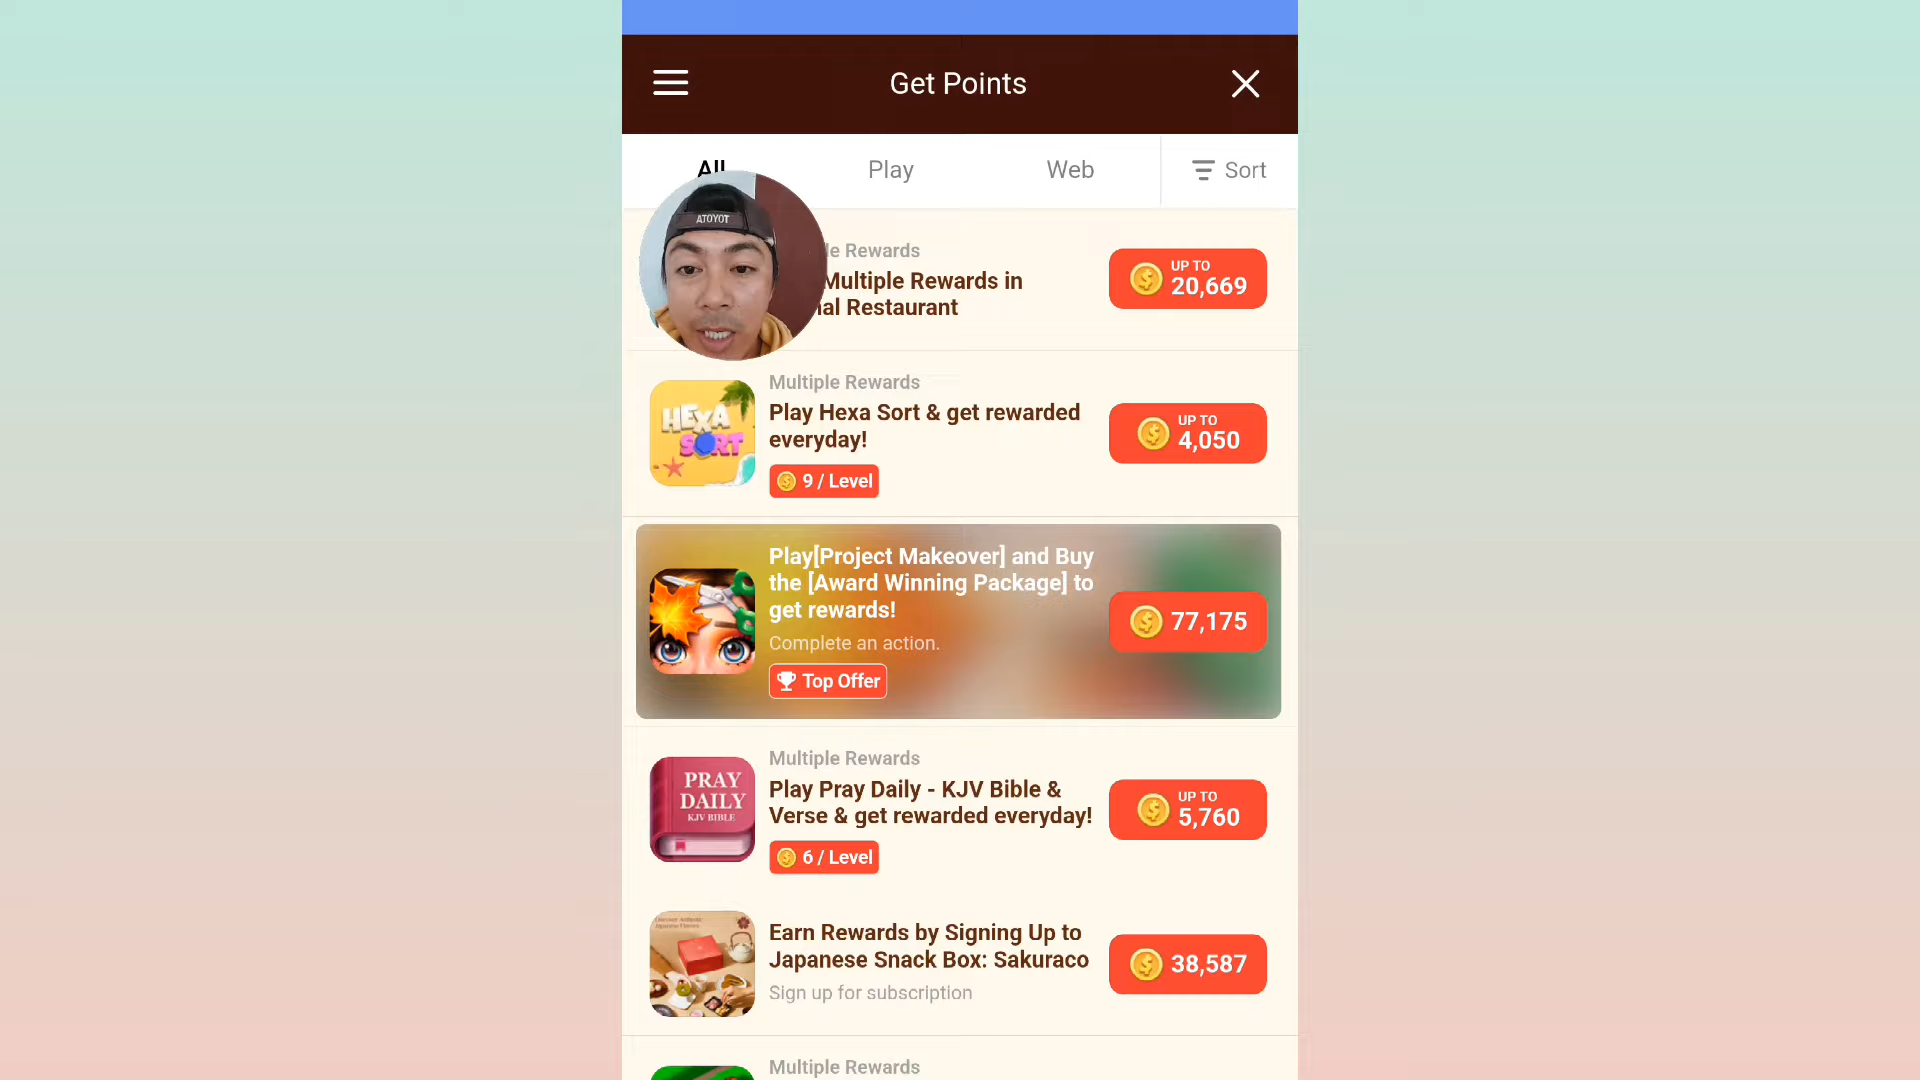 Get Points
All
Play
Web
Sort
ATOYOT
Rewards
Multiple Rewards in
Restaurant
UP TO
20,669
HEXA
SORT
Multiple Rewards
Play Hexa Sort & get rewarded
everyday!
9 / Level
UP TO
4,050
Play[Project Makeover] and Buy
the [Award Winning Package] to
get rewards!
Complete an action.
Top Offer
77,175
PRAY
DAILY
KJV BIBLE
Multiple Rewards
Play Pray Daily - KJV Bible &
Verse & get rewarded everyday!
6 / Level
UP TO
5,760
Earn Rewards by Signing Up to
Japanese Snack Box: Sakuraco
Sign up for subscription
38,587
Multiple Rewards